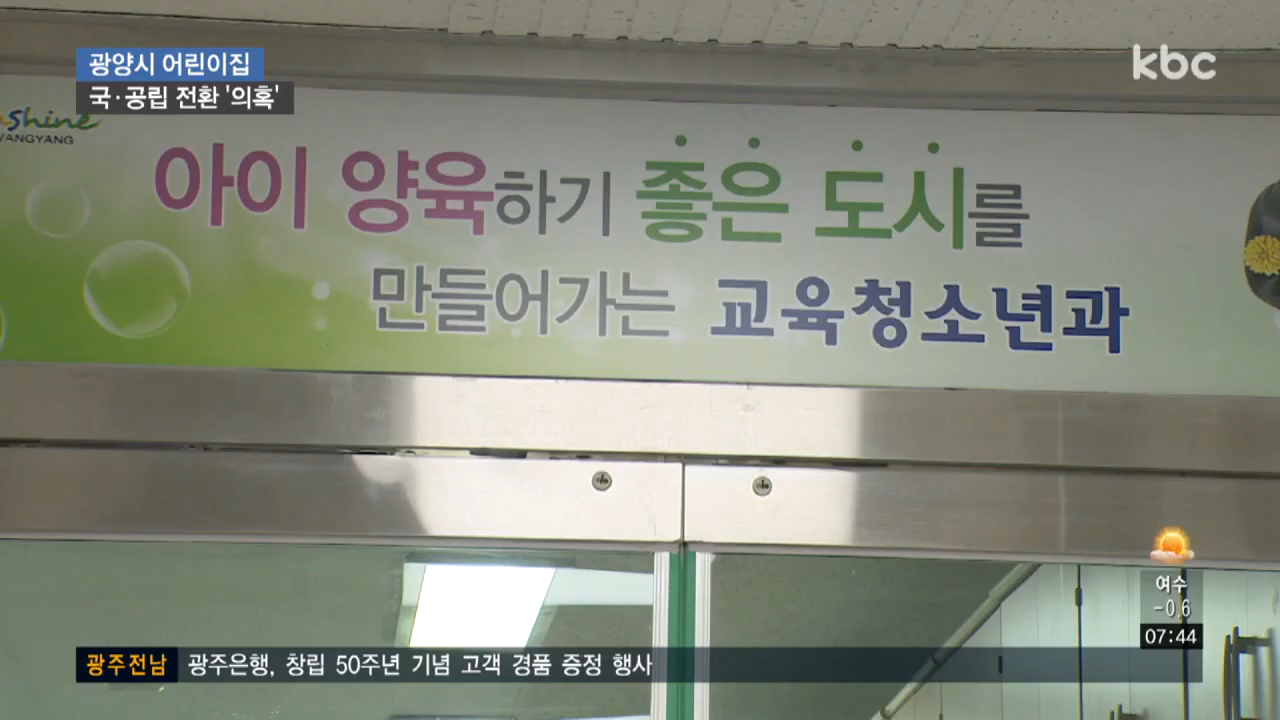 광양시 어린이집
국·공립 전환 '의혹'
kbc
shine
아이 양육하기 좋은 도시를
만들어가는 교육청소년과
여수
-0.6
07:44
광주전남 광주은행, 창립 50주년 기념 고객 경품 증정 행사